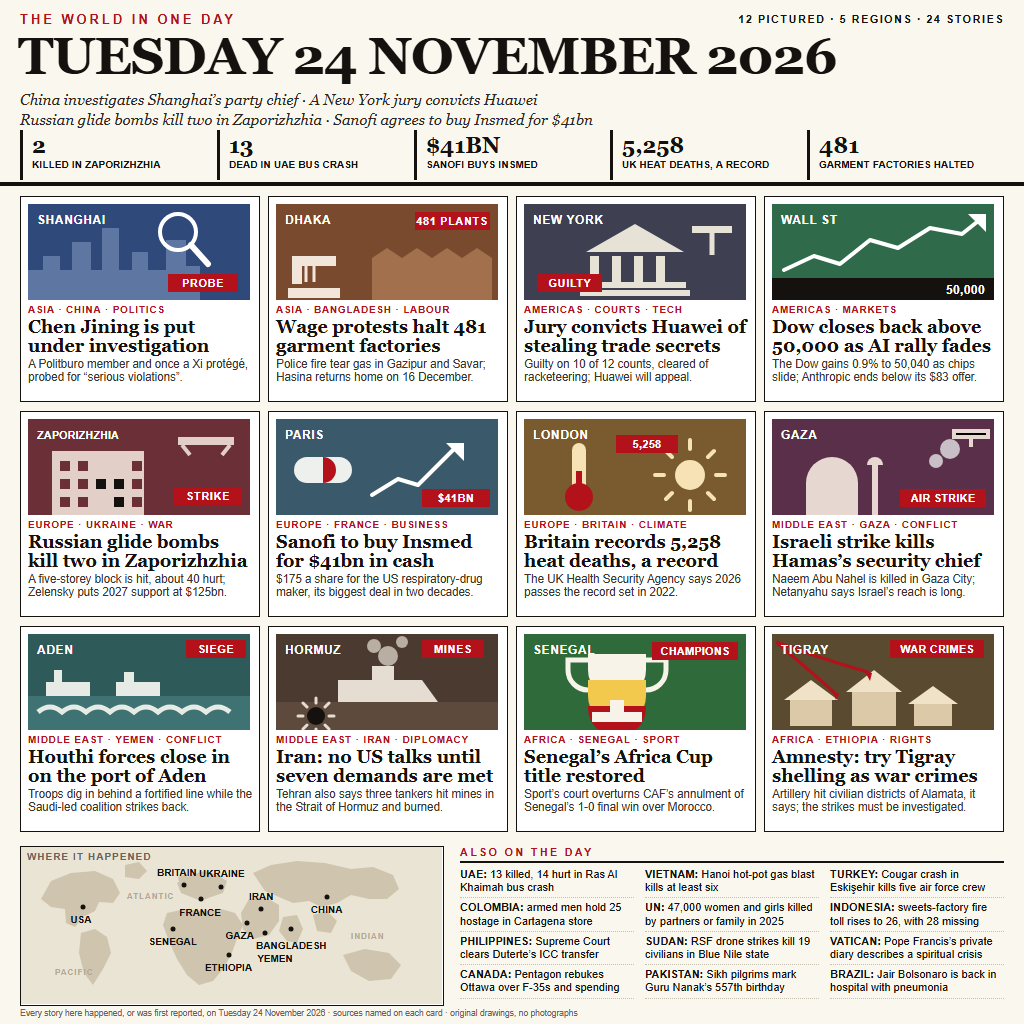 THE WORLD IN ONE DAY
12 PICTURED · 5 REGIONS · 24 STORIES
TUESDAY 24 NOVEMBER 2026
China investigates Shanghai's party chief · A New York jury convicts Huawei
Russian glide bombs kill two in Zaporizhzhia · Sanofi agrees to buy Insmed for $41bn
2
KILLED IN ZAPORIZHZHIA
13
DEAD IN UAE BUS CRASH
$41BN
SANOFI BUYS INSMED
5,258
UK HEAT DEATHS, A RECORD
481
GARMENT FACTORIES HALTED
SHANGHAI
PROBE
ASIA · CHINA · POLITICS
Chen Jining is put
under investigation
A Politburo member and once a Xi protégé,
probed for “serious violations”.
DHAKA
481 PLANTS
ASIA · BANGLADESH · LABOUR
Wage protests halt 481
garment factories
Police fire tear gas in Gazipur and Savar;
Hasina returns home on 16 December.
NEW YORK
GUILTY
AMERICAS · COURTS · TECH
Jury convicts Huawei of
stealing trade secrets
Guilty on 10 of 12 counts, cleared of
racketeering; Huawei will appeal.
WALL ST
50,000
AMERICAS · MARKETS
Dow closes back above
50,000 as AI rally fades
The Dow gains 0.9% to 50,040 as chips
slide; Anthropic ends below its $83 offer.
ZAPORIZHZHIA
STRIKE
EUROPE · UKRAINE · WAR
Russian glide bombs
kill two in Zaporizhzhia
A five-storey block is hit, about 40 hurt;
Zelensky puts 2027 support at $125bn.
PARIS
$41BN
EUROPE · FRANCE · BUSINESS
Sanofi to buy Insmed
for $41bn in cash
$175 a share for the US respiratory-drug
maker, its biggest deal in two decades.
LONDON
5,258
EUROPE · BRITAIN · CLIMATE
Britain records 5,258
heat deaths, a record
The UK Health Security Agency says 2026
passes the record set in 2022.
GAZA
AIR STRIKE
MIDDLE EAST · GAZA · CONFLICT
Israeli strike kills
Hamas's security chief
Naeem Abu Nahel is killed in Gaza City;
Netanyahu says Israel's reach is long.
ADEN
SIEGE
MIDDLE EAST · YEMEN · CONFLICT
Houthi forces close in
on the port of Aden
Troops dig in behind a fortified line while the
Saudi-led coalition strikes back.
HORMUZ
MINES
MIDDLE EAST · IRAN · DIPLOMACY
Iran: no US talks until
seven demands are met
Tehran also says three tankers hit mines in
the Strait of Hormuz and burned.
SENEGAL
CHAMPIONS
AFRICA · SENEGAL · SPORT
Senegal's Africa Cup
title restored
Sport's court overturns CAF's annulment of
Senegal's 1-0 final win over Morocco.
TIGRAY
WAR CRIMES
AFRICA · ETHIOPIA · RIGHTS
Amnesty: try Tigray
shelling as war crimes
Artillery hit civilian districts of Alamata, it
says; the strikes must be investigated.
WHERE IT HAPPENED
BRITAIN
UKRAINE
ATLANTIC
IRAN
USA
FRANCE
CHINA
SENEGAL
GAZA
INDIAN
BANGLADESH
YEMEN
ETHIOPIA
PACIFIC
ALSO ON THE DAY
UAE: 13 killed, 14 hurt in Ras Al
Khaimah bus crash
VIETNAM: Hanoi hot-pot gas blast
kills at least six
TURKEY: Cougar crash in
Eskişehir kills five air force crew
COLOMBIA: armed men hold 25
hostage in Cartagena store
UN: 47,000 women and girls killed
by partners or family in 2025
INDONESIA: sweets-factory fire
toll rises to 26, with 28 missing
PHILIPPINES: Supreme Court
clears Duterte's ICC transfer
SUDAN: RSF drone strikes kill 19
civilians in Blue Nile state
VATICAN: Pope Francis's private
diary describes a spiritual crisis
CANADA: Pentagon rebukes
Ottawa over F-35s and spending
PAKISTAN: Sikh pilgrims mark
Guru Nanak's 557th birthday
BRAZIL: Jair Bolsonaro is back in
hospital with pneumonia
Every story here happened, or was first reported, on Tuesday 24 November 2026 · sources named on each card · original drawings, no photographs